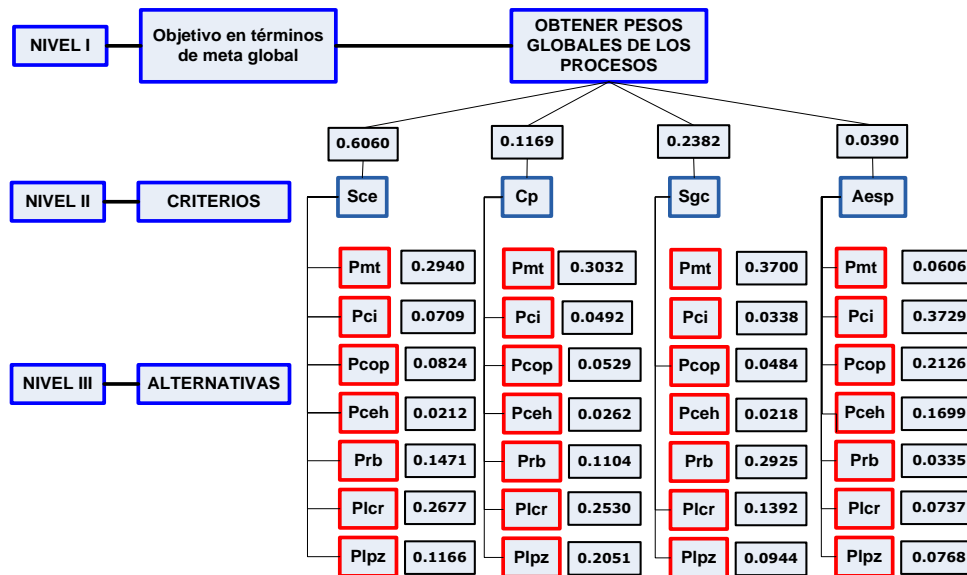 NIVEL I
Objetivo en términos
de meta global
OBTENER PESOS
GLOBALES DE LOS
PROCESOS
0.6060
0.1169
0.2382
0.0390
NIVEL II
CRITERIOS
Sce
Cp
Sgc
Aesp
Pmt
0.2940
Pmt
0.3032
Pmt
0.3700
Pmt
0.0606
Pci
0.0709
Pci
0.0492
Pci
0.0338
Pci
0.3729
NIVEL III
ALTERNATIVAS
Pcop
0.0824
Pcop
0.0529
Pcop
0.0484
Pcop
0.2126
Pceh
0.0212
Pceh
0.0262
Pceh
0.0218
Pceh
0.1699
Prb
0.1471
Prb
0.1104
Prb
0.2925
Prb
0.0335
Plcr
0.2677
Plcr
0.2530
Plcr
0.1392
Plcr
0.0737
Plpz
0.1166
Plpz
0.2051
Plpz
0.0944
Plpz
0.0768